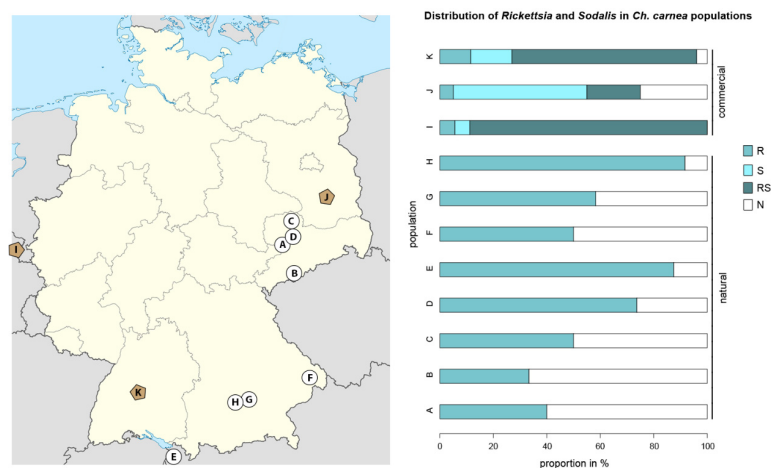 Distribution of Rickettsia and Sodalis in Ch. carnea populations
J
C
D
A
I
B
F
K
H G
E
K
J
I
H
G
F
E
D
C
B
A
population
commercial
natural
R
S
RS
N
0 20 40 60 80 100
proportion in %